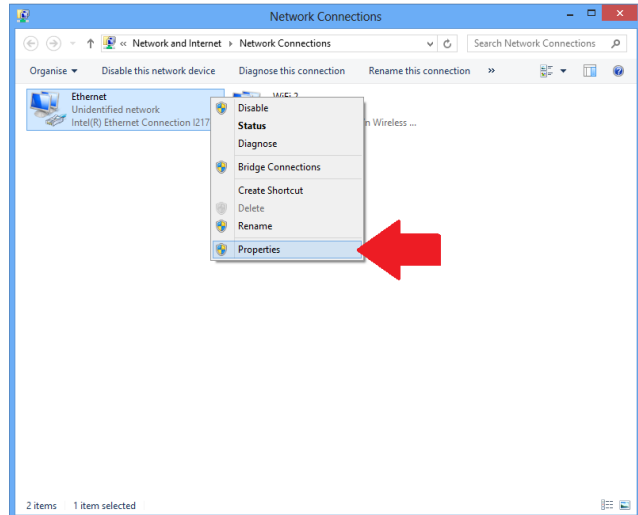 Network Connections
« Network and Internet Network Connections
Search Network Connections
Organise Disable this network device Diagnose this connection Rename this connection »
Ethernet
Unidentified network
Intel(R) Ethernet Connection I217
WiFi 2
n Wireless ...
Disable
Status
Diagnose
Bridge Connections
Create Shortcut
Delete
Rename
Properties
2 items 1 item selected